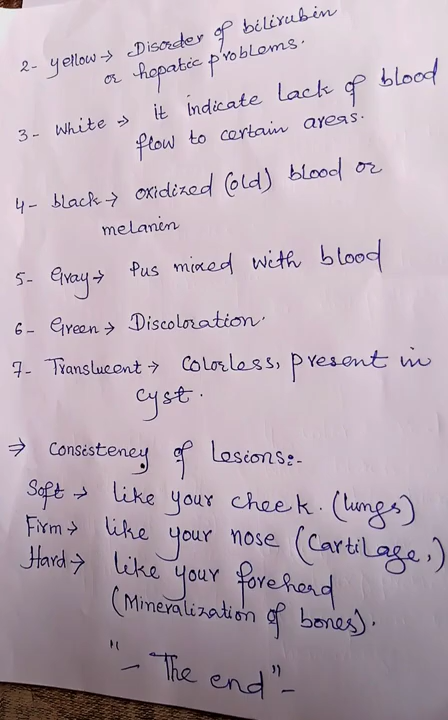 2- yellow → Disorder of bilirubin
or hepatic problems.
3- White → it indicate lack of blood
flow to certain areas.
4- black → oxidized (old) blood or
melanin
5- Gray → Pus mixed with blood
6- Green → Discoloration.
7- Translucent → Colorless, present in
cyst.
⇒ Consistency of Lesions:-
Soft → like your cheek. (lungs)
Firm → like your nose (Cartilage,)
Hard → like your foreherd
(Mineralization of bones).
"- The end"-